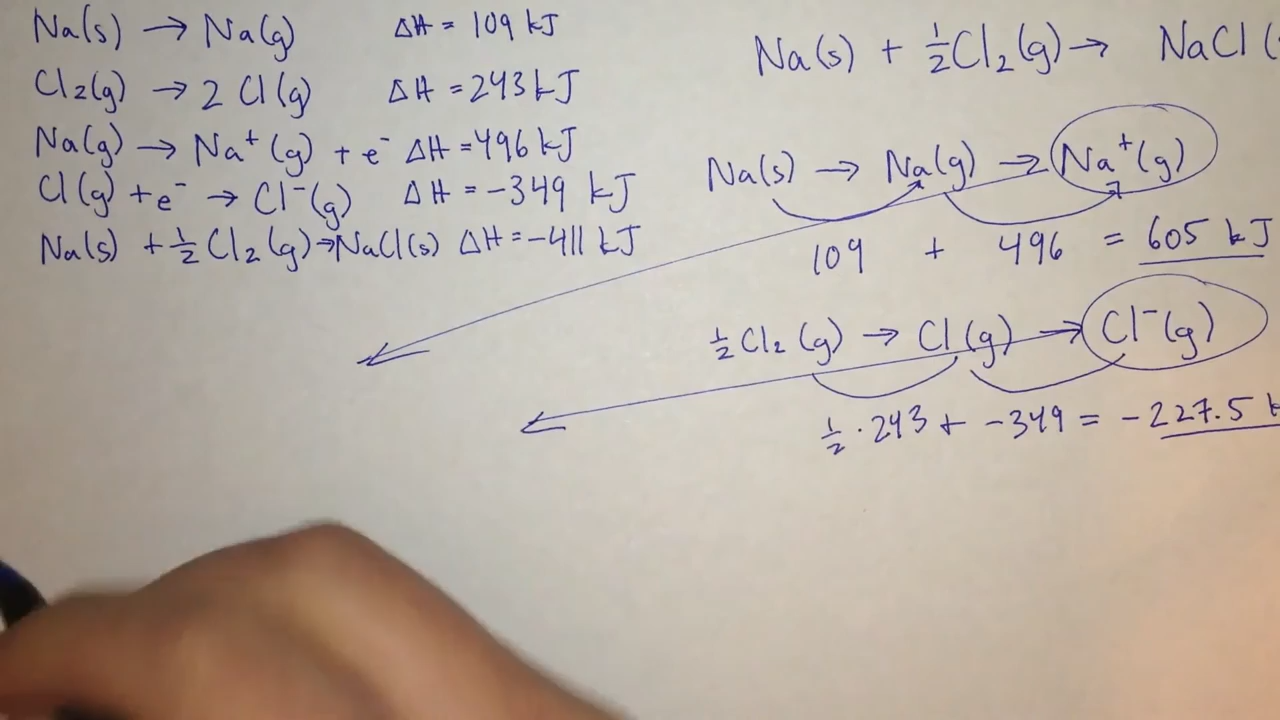 Na(s) → Na(g) ΔH = 109 kJ
Cl₂(g) → 2 Cl(g) ΔH = 243 kJ
Na(g) → Na⁺(g) + e⁻ ΔH = 496 kJ
Cl(g) + e⁻ → Cl⁻(g) ΔH = -349 kJ
Na(s) + ½ Cl₂(g) → NaCl(s) ΔH = -411 kJ
Na(s) + ½Cl₂(g) → NaCl (
Na(s) → Na(g) → Na⁺(g)
109 + 496 = 605 kJ
½ Cl₂ (g) → Cl(g) → Cl⁻(g)
½ · 243 + -349 = -227.5 k